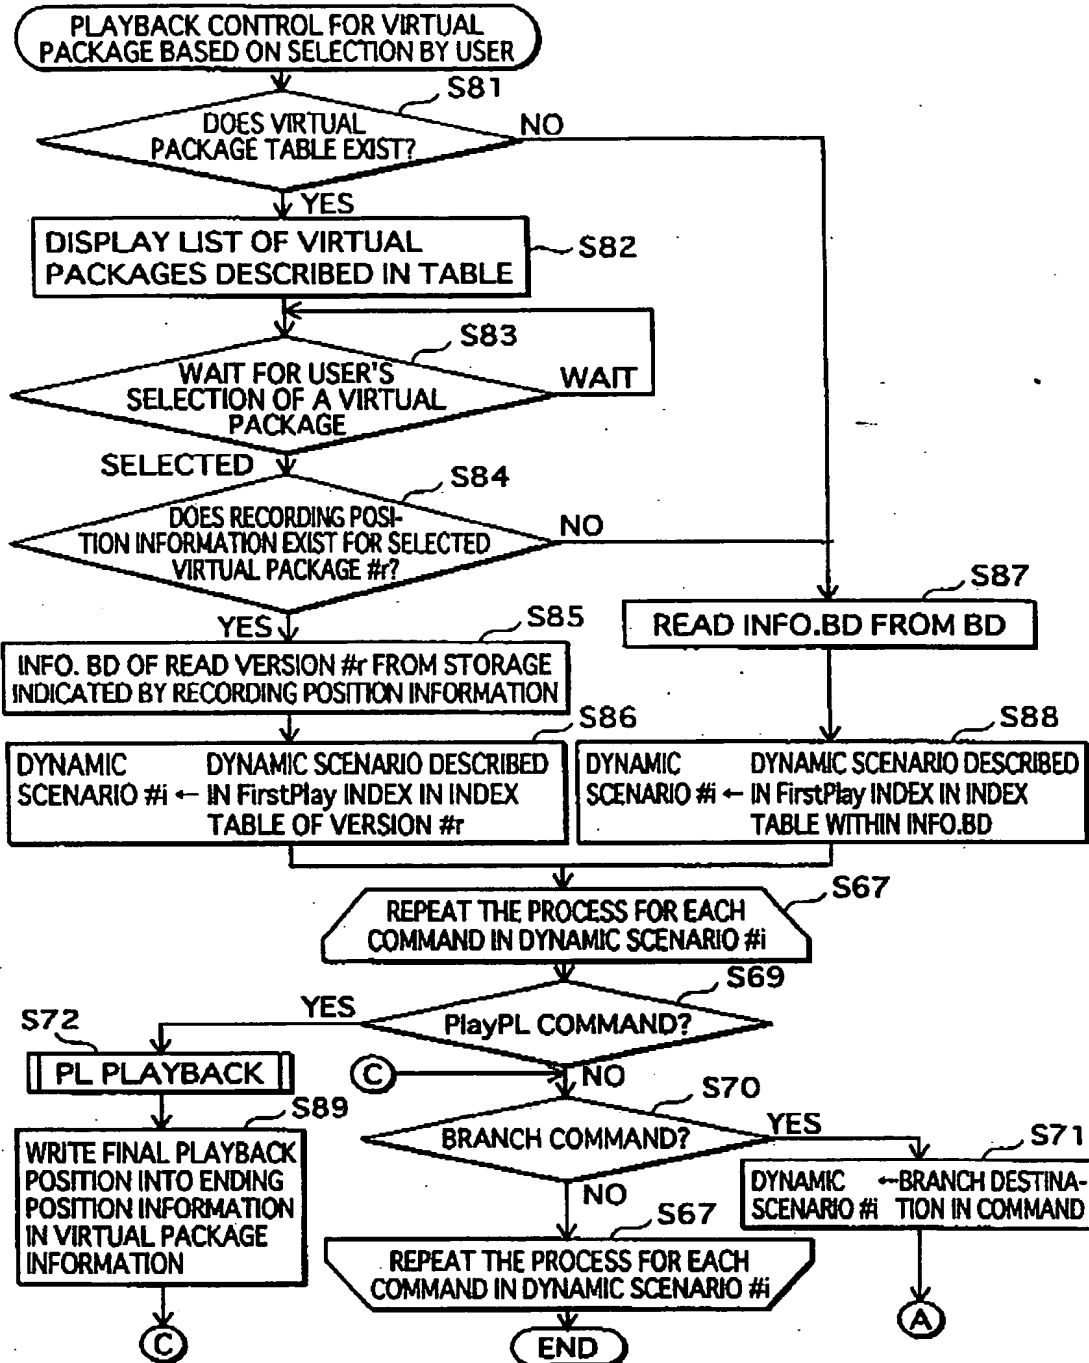 PLAYBACK CONTROL FOR VIRTUAL
PACKAGE BASED ON SELECTION BY USER
S81
DOES VIRTUAL
PACKAGE TABLE EXIST?
NO
YES
DISPLAY LIST OF VIRTUAL
PACKAGES DESCRIBED IN TABLE
S82
S83
WAIT FOR USER'S
SELECTION OF A VIRTUAL
PACKAGE
WAIT
SELECTED
S84
DOES RECORDING POSI-
TION INFORMATION EXIST FOR SELECTED
VIRTUAL PACKAGE #r?
NO
YES
S85
INFO. BD OF READ VERSION #r FROM STORAGE
INDICATED BY RECORDING POSITION INFORMATION
S87
READ INFO.BD FROM BD
S86
DYNAMIC SCENARIO #i ← DYNAMIC SCENARIO DESCRIBED
IN FirstPlay INDEX IN INDEX
TABLE OF VERSION #r
S88
DYNAMIC SCENARIO #i ← DYNAMIC SCENARIO DESCRIBED
IN FirstPlay INDEX IN INDEX
TABLE WITHIN INFO.BD
S67
REPEAT THE PROCESS FOR EACH
COMMAND IN DYNAMIC SCENARIO #i
S69
PlayPL COMMAND?
YES
S72
PL PLAYBACK
C
NO
S89
WRITE FINAL PLAYBACK
POSITION INTO ENDING
POSITION INFORMATION
IN VIRTUAL PACKAGE
INFORMATION
C
S70
BRANCH COMMAND?
YES
S71
DYNAMIC ←BRANCH DESTINA-
SCENARIO #i TION IN COMMAND
A
NO
S67
REPEAT THE PROCESS FOR EACH
COMMAND IN DYNAMIC SCENARIO #i
END